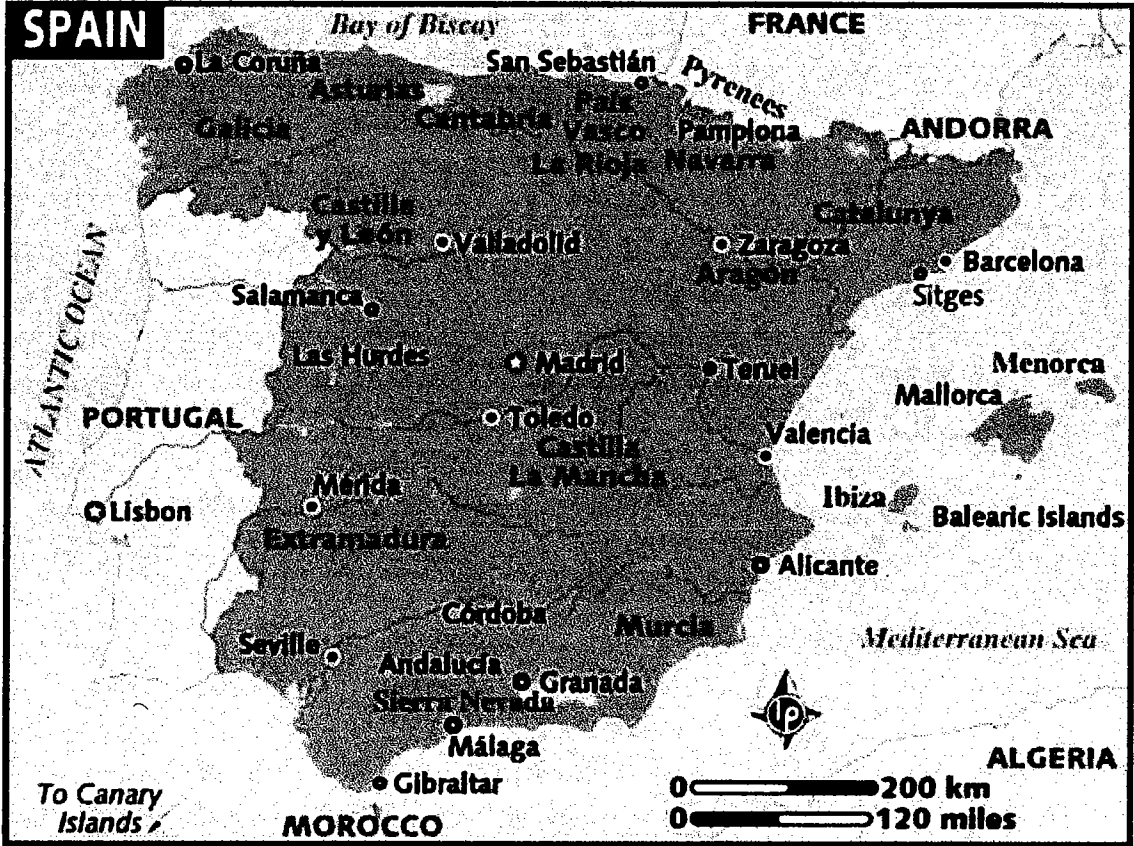 SPAIN
Bay of Biscay
FRANCE
La Coruña
San Sebastián
Pyrenees
Asturias
Cantabria
País
Vasco
Galicia
Pamplona
ANDORRA
La Rioja
Navarra
Castilla
y León
Catalunya
Valladolid
Zaragoza
Aragón
Barcelona
Sitges
ATLANTIC OCEAN
Salamanca
Las Hurdes
Madrid
Teruel
Menorca
Mallorca
PORTUGAL
Toledo
Castilla
La Mancha
Valencia
Mérida
Ibiza
Lisbon
Balearic Islands
Extramadura
Alicante
Córdoba
Murcia
Mediterranean Sea
Seville
Andalucía
Granada
Sierra Nevada
Málaga
LP
ALGERIA
Gibraltar
To Canary
Islands
MOROCCO
0 200 km
0 120 miles